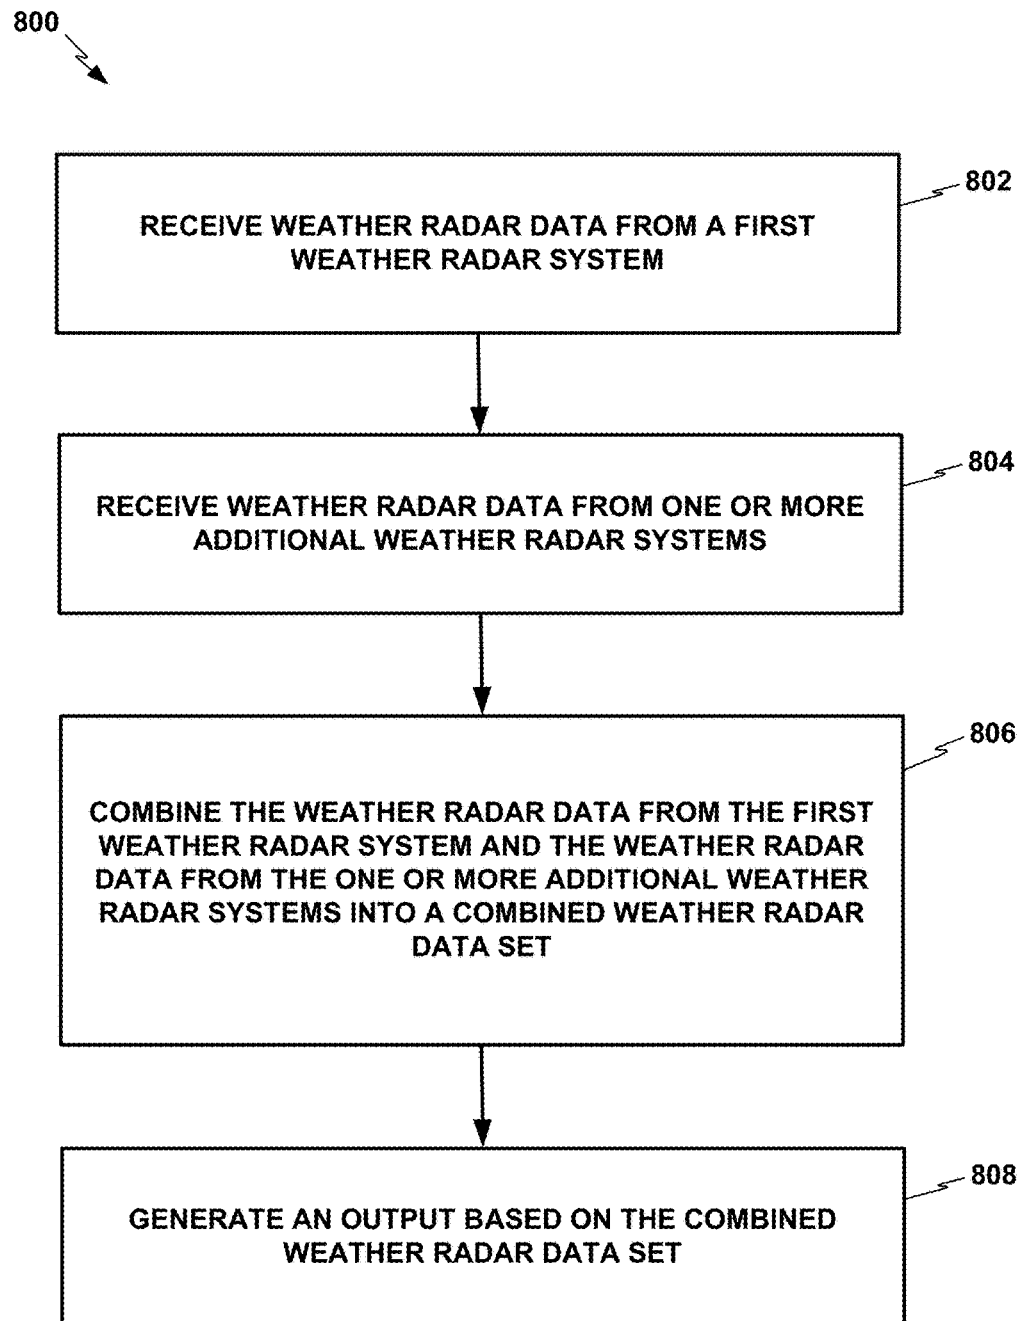 800
802
RECEIVE WEATHER RADAR DATA FROM A FIRST
WEATHER RADAR SYSTEM
804
RECEIVE WEATHER RADAR DATA FROM ONE OR MORE
ADDITIONAL WEATHER RADAR SYSTEMS
806
COMBINE THE WEATHER RADAR DATA FROM THE FIRST
WEATHER RADAR SYSTEM AND THE WEATHER RADAR
DATA FROM THE ONE OR MORE ADDITIONAL WEATHER
RADAR SYSTEMS INTO A COMBINED WEATHER RADAR
DATA SET
808
GENERATE AN OUTPUT BASED ON THE COMBINED
WEATHER RADAR DATA SET